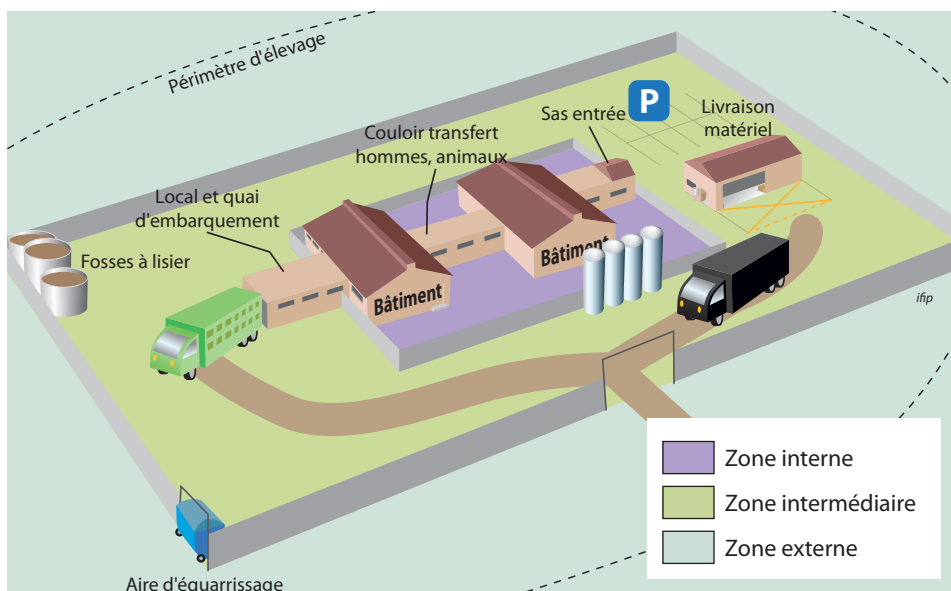 Périmètre d'élevage
P
Sas entrée
Livraison
matériel
Couloir transfert
hommes, animaux
Local et quai
d'embarquement
Fosses à lisier
Bâtiment
Bâtiment
ifip
Zone interne
Zone intermédiaire
Zone externe
Aire d'équarrissage